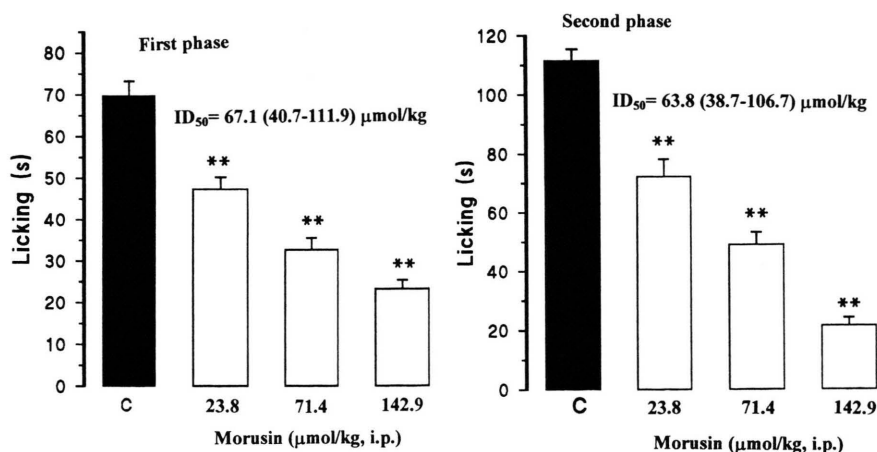 First phase
80
70
60
50
40
30
20
10
0
Licking (s)
ID50= 67.1 (40.7-111.9) μmol/kg
**
**
**
C 23.8 71.4 142.9
Morusin (μmol/kg, i.p.)
Second phase
120
100
80
60
40
20
0
Licking (s)
ID50= 63.8 (38.7-106.7) μmol/kg
**
**
**
C 23.8 71.4 142.9
Morusin (μmol/kg, i.p.)